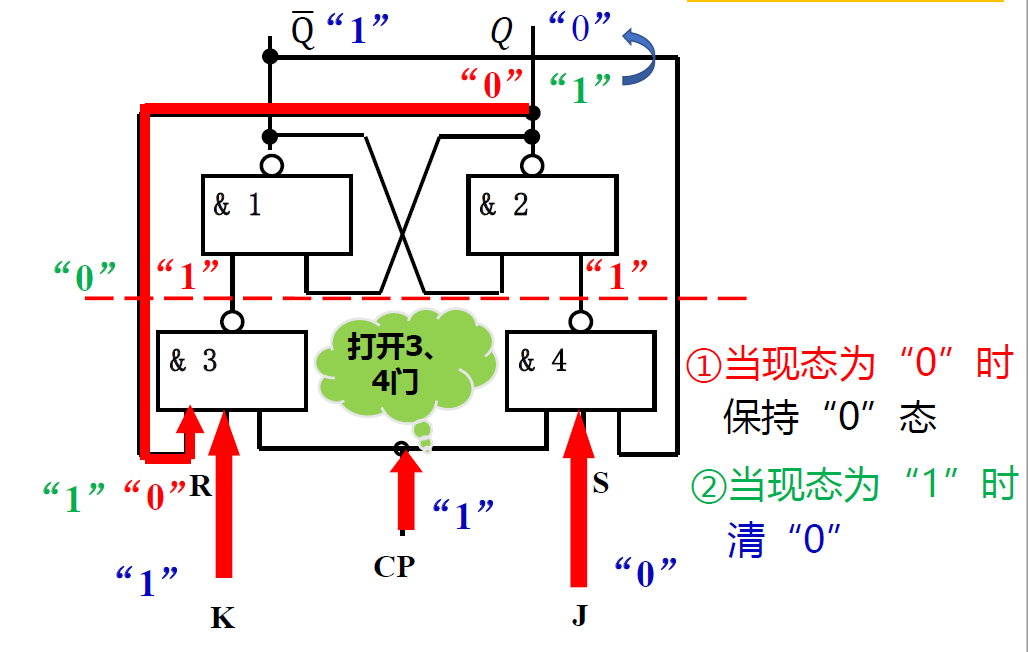 Q̅ “1” Q “0”
“0” “1”
& 1 & 2
“0” “1” “1”
& 3 打开3、 & 4
4门
①当现态为“0”时
保持“0”态
R S
“1” “0” “1”
②当现态为“1”时
清“0”
CP
“1” “0”
K J